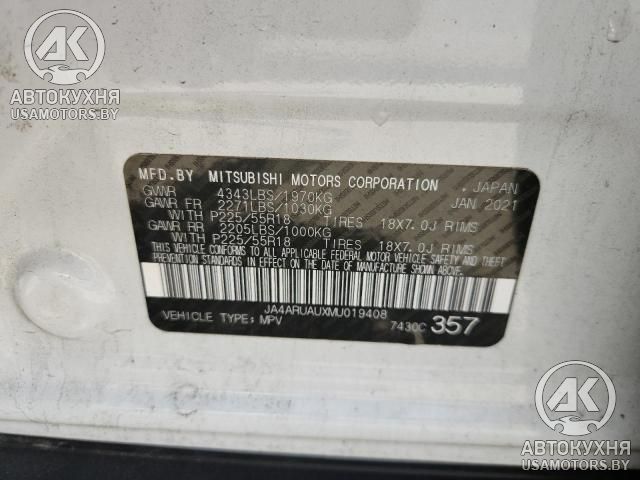 AK
АВТОКУХНЯ
USAMOTORS.BY
MFD.BY MITSUBISHI MOTORS CORPORATION . JAPAN
GVWR 4343LBS/1970KG JAN 2021
GAWR FR 2271LBS/1030KG
WITH P225/55R18 TIRES 18X7.0J RIMS
GAWR RR 2205LBS/1000KG
WITH P225/55R18 TIRES 18X7.0J RIMS
THIS VEHICLE CONFORMS TO ALL APPLICABLE FEDERAL MOTOR VEHICLE SAFETY AND THEFT
PREVENTION STANDARDS IN EFFECT ON THE DATE OF MANUFACTURE SHOWN ABOVE.
JA4ARUAUXMU019408
VEHICLE TYPE: MPV 7430C 357
AK
АВТОКУХНЯ
USAMOTORS.BY